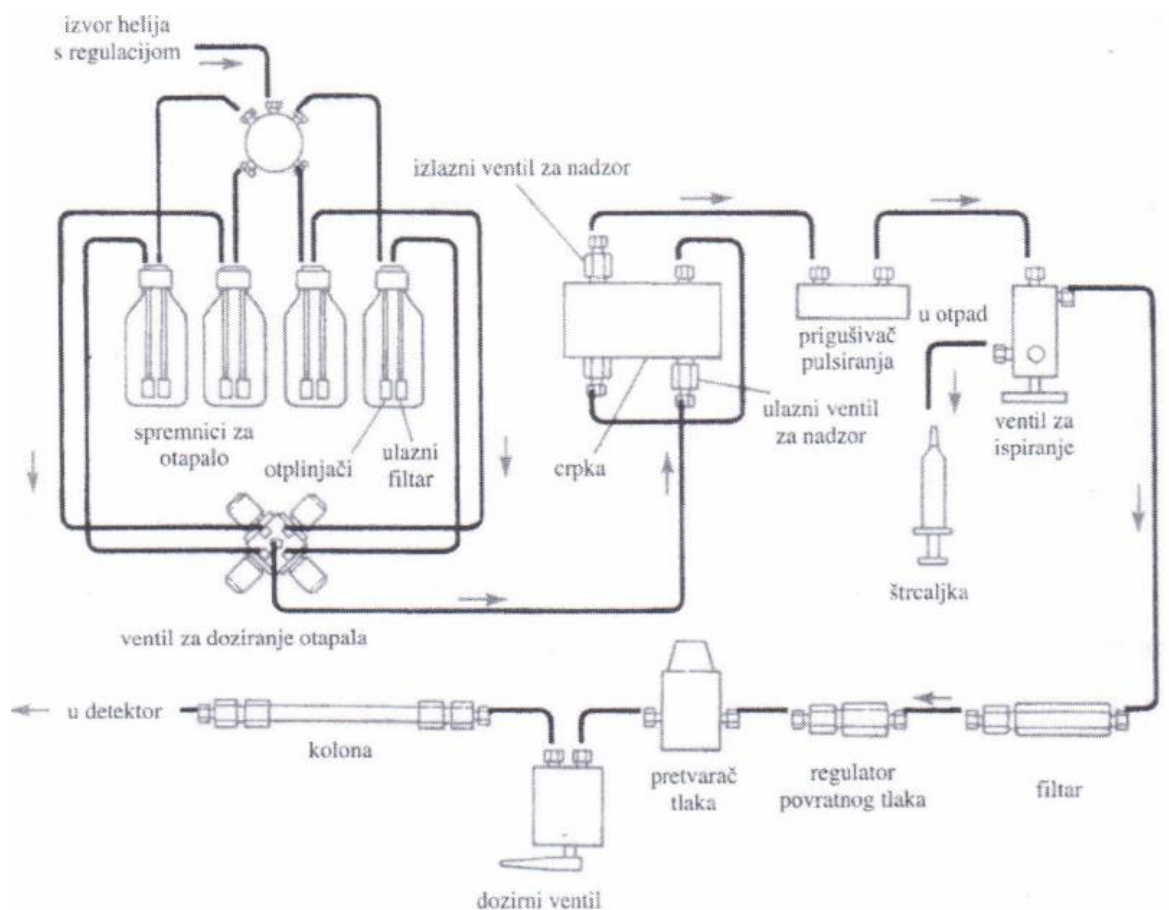 izvor helija
s regulacijom
izlazni ventil za nadzor
u otpad
prigušivač
pulsiranja
ulazni ventil
za nadzor
ventil za
ispiranje
spremnici za
otapalo
otplinjači
ulazni
filtar
crpka
štrcaljka
ventil za doziranje otapala
u detektor
kolona
pretvarač
tlaka
regulator
povratnog tlaka
filtar
dozirni ventil